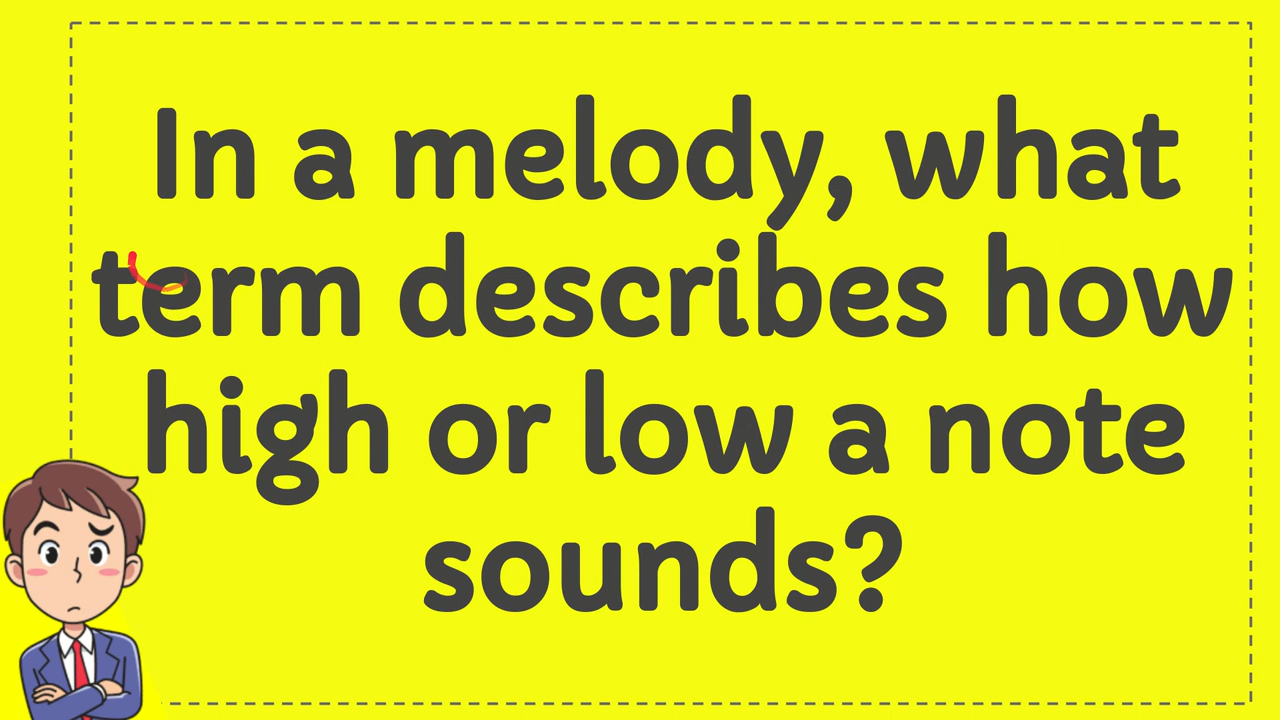 In a melody, what
term describes how
high or low a note
sounds?